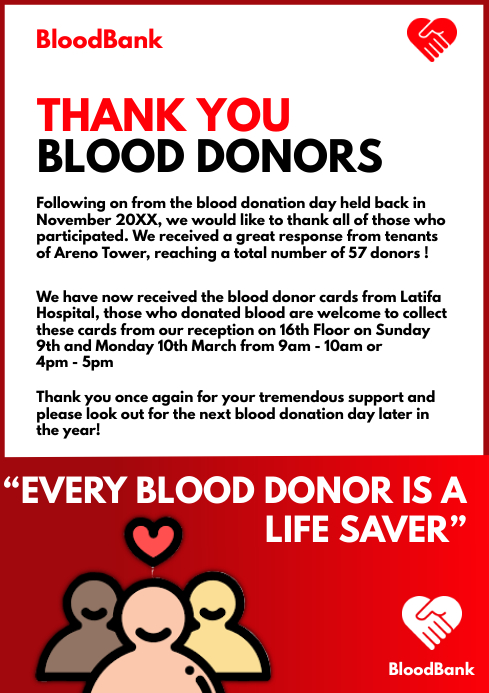 BloodBank
THANK YOU
BLOOD DONORS
Following on from the blood donation day held back in
November 20XX, we would like to thank all of those who
participated. We received a great response from tenants
of Areno Tower, reaching a total number of 57 donors !
We have now received the blood donor cards from Latifa
Hospital, those who donated blood are welcome to collect
these cards from our reception on 16th Floor on Sunday
9th and Monday 10th March from 9am - 10am or
4pm - 5pm
Thank you once again for your tremendous support and
please look out for the next blood donation day later in
the year!
“EVERY BLOOD DONOR IS A
LIFE SAVER”
BloodBank